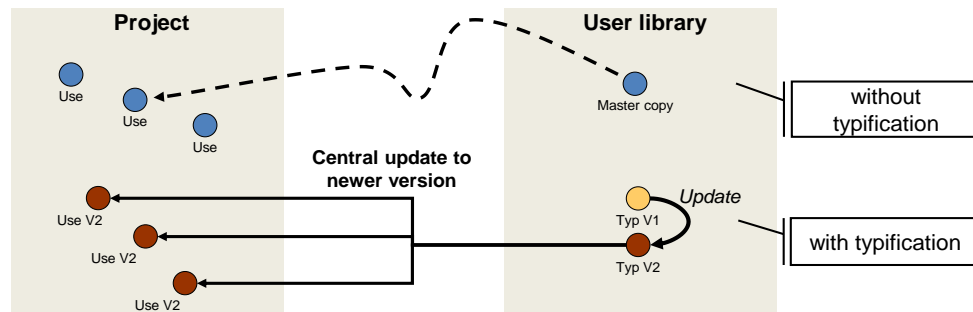 Project
User library
Use
Use
Use
Master copy
without
typification
Central update to
newer version
Use V2
Use V2
Use V2
Typ V1
Update
Typ V2
with typification